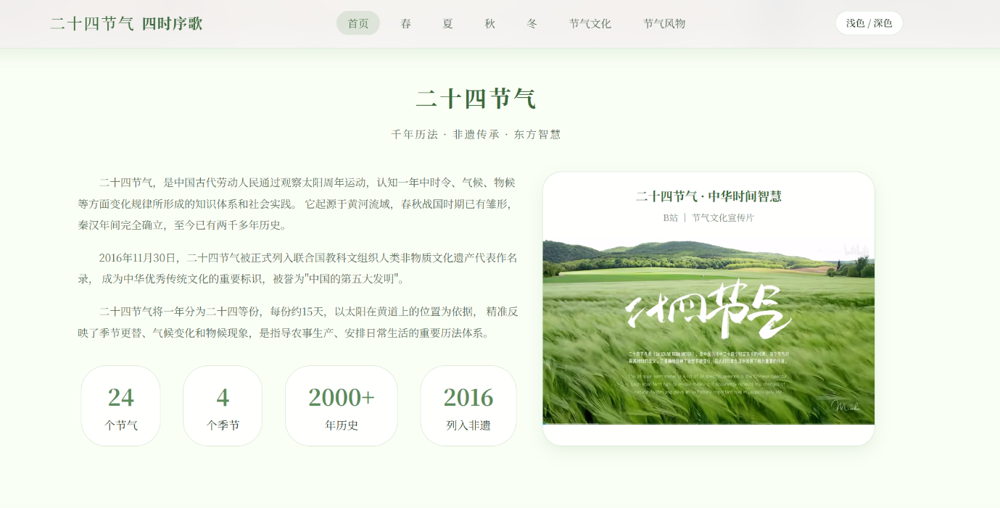 二十四节气 四时序歌
首页 春 夏 秋 冬 节气文化 节气风物
浅色 / 深色
二十四节气
千年历法 · 非遗传承 · 东方智慧
二十四节气，是中国古代劳动人民通过观察太阳周年运动，认知一年中时令、气候、物候
等方面变化规律所形成的知识体系和社会实践。 它起源于黄河流域，春秋战国时期已有雏形，
秦汉年间完全确立，至今已有两千多年历史。
2016年11月30日，二十四节气被正式列入联合国教科文组织人类非物质文化遗产代表作名
录， 成为中华优秀传统文化的重要标识，被誉为"中国的第五大发明"。
二十四节气将一年分为二十四等份，每份约15天，以太阳在黄道上的位置为依据， 精准反
映了季节更替、气候变化和物候现象，是指导农事生产、安排日常生活的重要历法体系。
24
个节气
4
个季节
2000+
年历史
2016
列入非遗
二十四节气 · 中华时间智慧
B站 │ 节气文化宣传片
二十四节气